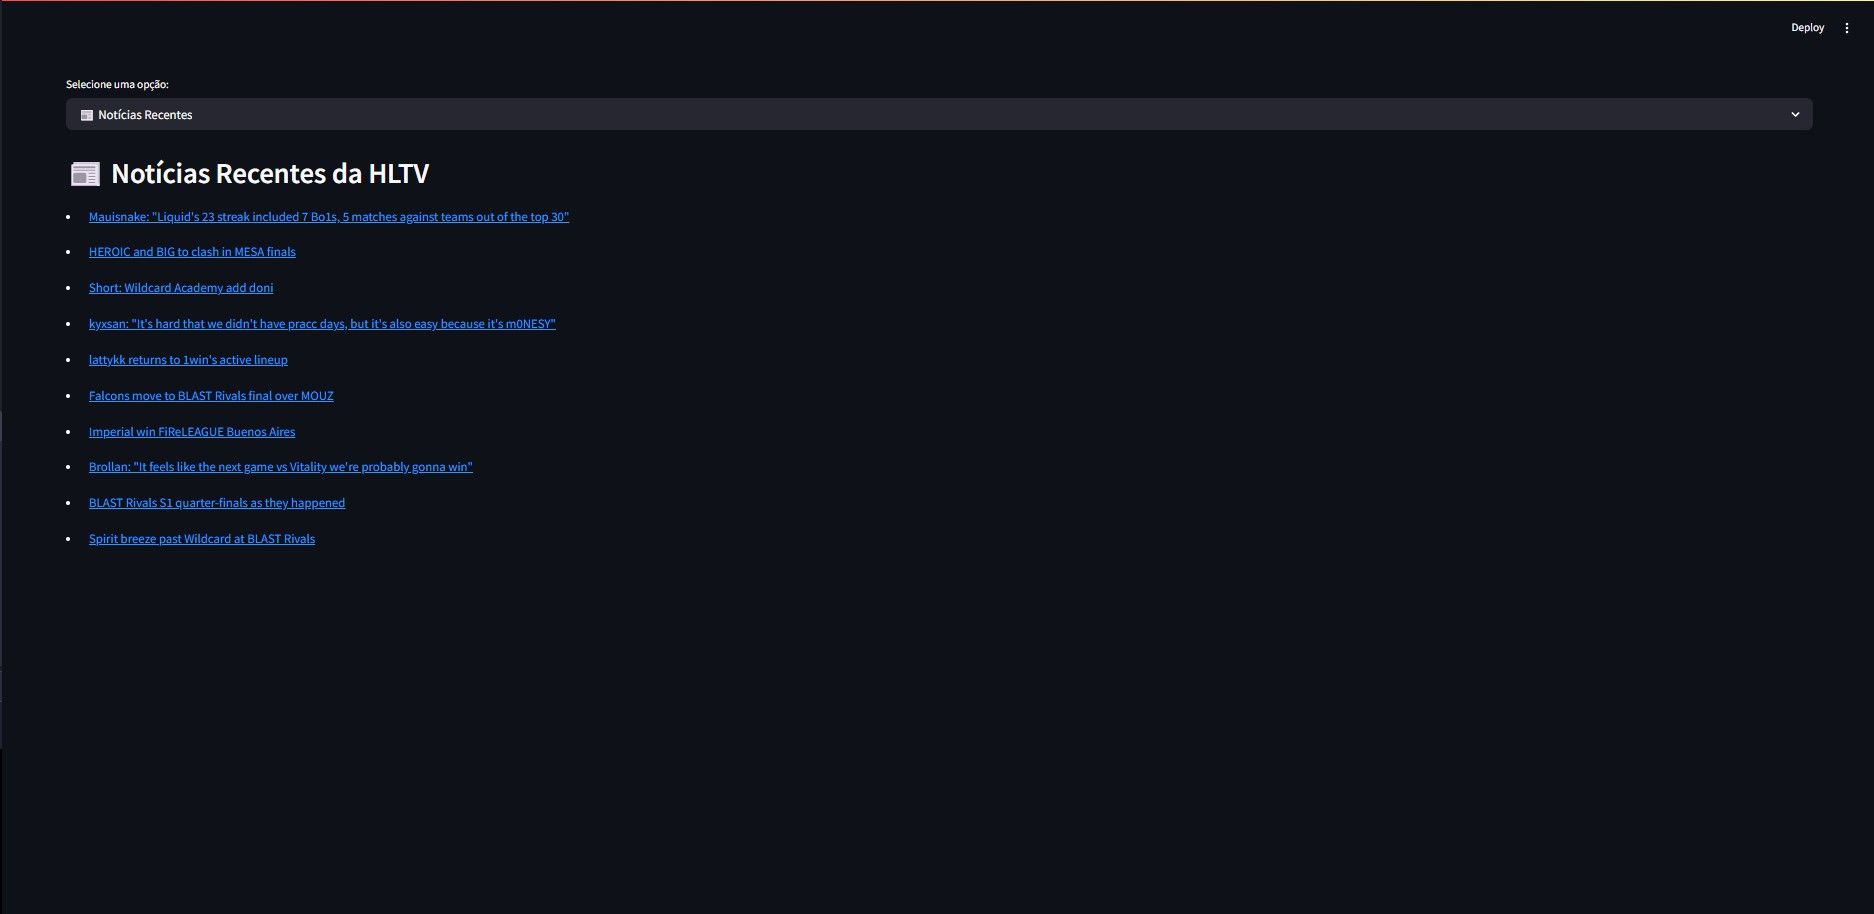 Deploy
Selecione uma opção:
Notícias Recentes
Notícias Recentes da HLTV
Mauisnake: "Liquid's 23 streak included 7 Bo1s, 5 matches against teams out of the top 30"
HEROIC and BIG to clash in MESA finals
Short: Wildcard Academy add doni
kyxsan: "It's hard that we didn't have pracc days, but it's also easy because it's m0NESY"
lattykk returns to 1win's active lineup
Falcons move to BLAST Rivals final over MOUZ
Imperial win FiReLEAGUE Buenos Aires
Brollan: "It feels like the next game vs Vitality we're probably gonna win"
BLAST Rivals S1 quarter-finals as they happened
Spirit breeze past Wildcard at BLAST Rivals